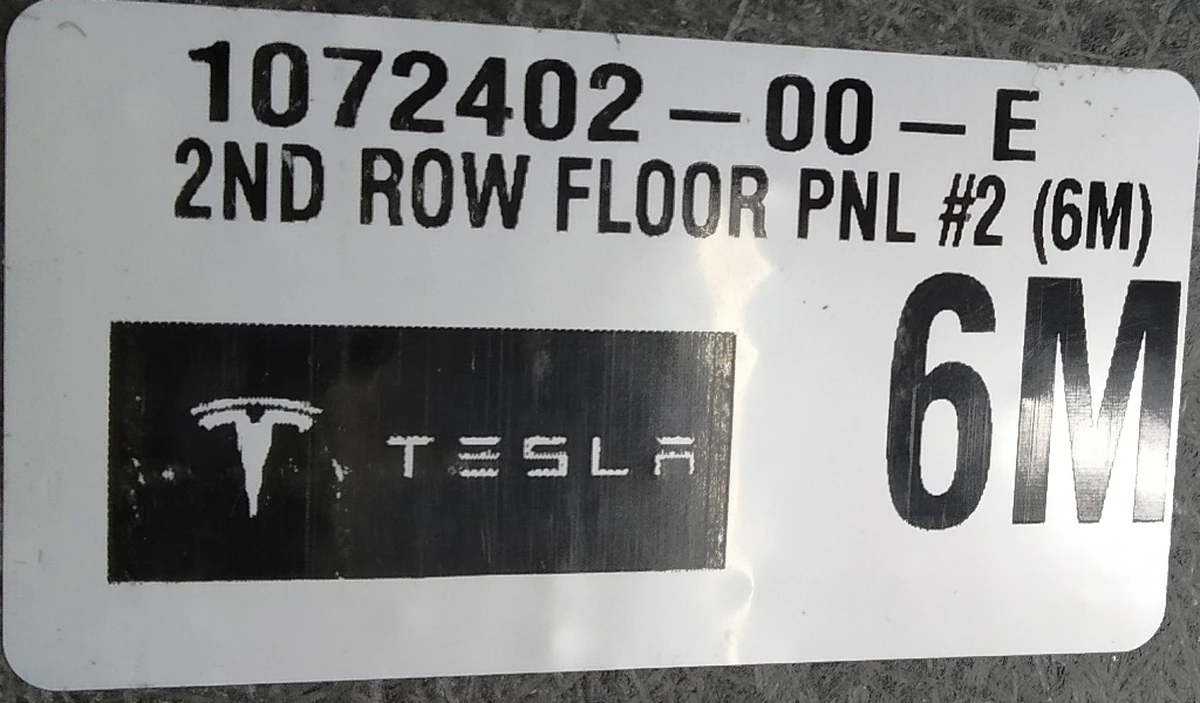 1072402-00-E
2ND ROW FLOOR PNL #2 (6M)
6M
TESLA